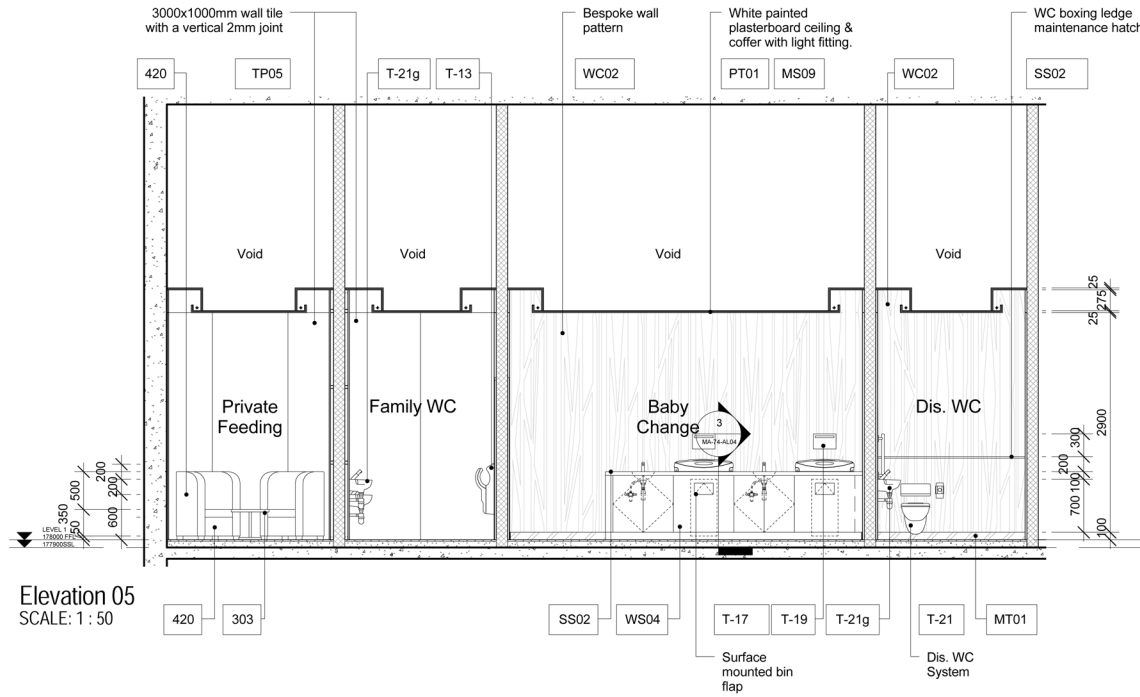 3000x1000mm wall tile
with a vertical 2mm joint
Bespoke wall
pattern
White painted
plasterboard ceiling &
coffer with light fitting.
WC boxing ledge
maintenance hatch
420
TP05
T-21g
T-13
WC02
PT01
MS09
WC02
SS02
Void
Void
Void
Void
25
275
25
Private
Feeding
Family WC
Baby
Change
Dis. WC
3
MA-74-AL04
2900
300
200
100
700
100
200
200
500
600
350
50
LEVEL 1
178000 FFL
177900SSL
Elevation 05
SCALE: 1 : 50
420
303
SS02
WS04
T-17
T-19
T-21g
T-21
MT01
Surface
mounted bin
flap
Dis. WC
System